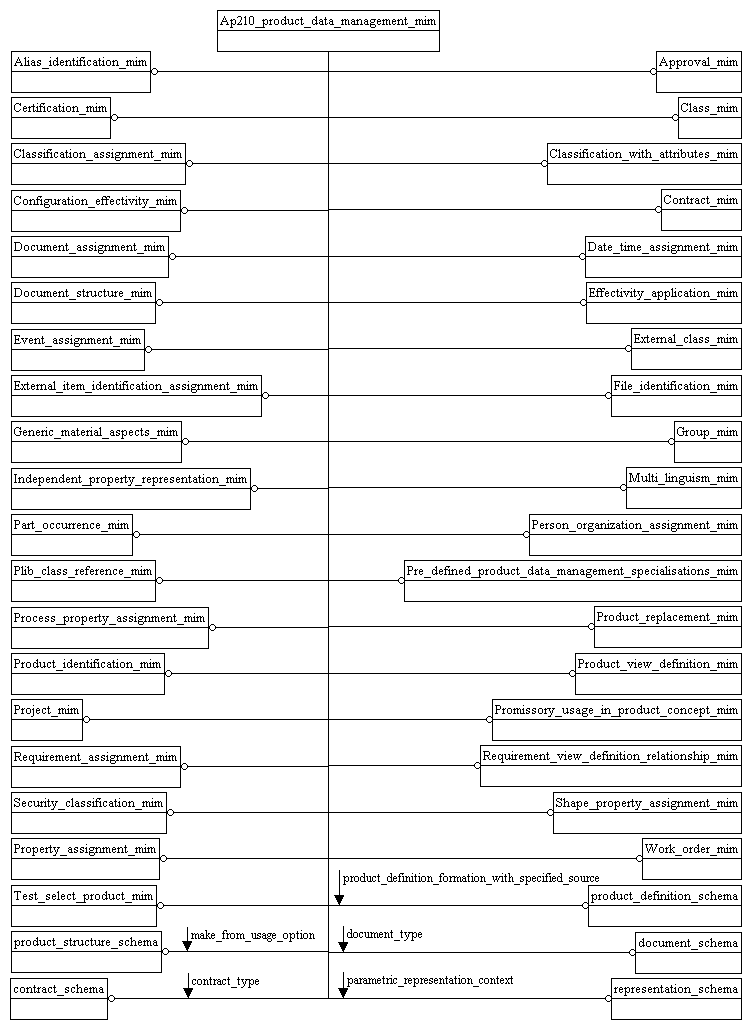 Ap210_product_data_management_mim
Alias_identification_mim
Approval_mim
Certification_mim
Class_mim
Classification_assignment_mim
Classification_with_attributes_mim
Configuration_effectivity_mim
Contract_mim
Document_assignment_mim
Date_time_assignment_mim
Document_structure_mim
Effectivity_application_mim
Event_assignment_mim
External_class_mim
External_item_identification_assignment_mim
File_identification_mim
Generic_material_aspects_mim
Group_mim
Independent_property_representation_mim
Multi_linguism_mim
Part_occurrence_mim
Person_organization_assignment_mim
Plib_class_reference_mim
Pre_defined_product_data_management_specialisations_mim
Process_property_assignment_mim
Product_replacement_mim
Product_identification_mim
Product_view_definition_mim
Project_mim
Promissory_usage_in_product_concept_mim
Requirement_assignment_mim
Requirement_view_definition_relationship_mim
Security_classification_mim
Shape_property_assignment_mim
Property_assignment_mim
Work_order_mim
product_definition_formation_with_specified_source
Test_select_product_mim
product_definition_schema
make_from_usage_option
document_type
product_structure_schema
document_schema
contract_type
parametric_representation_context
contract_schema
representation_schema